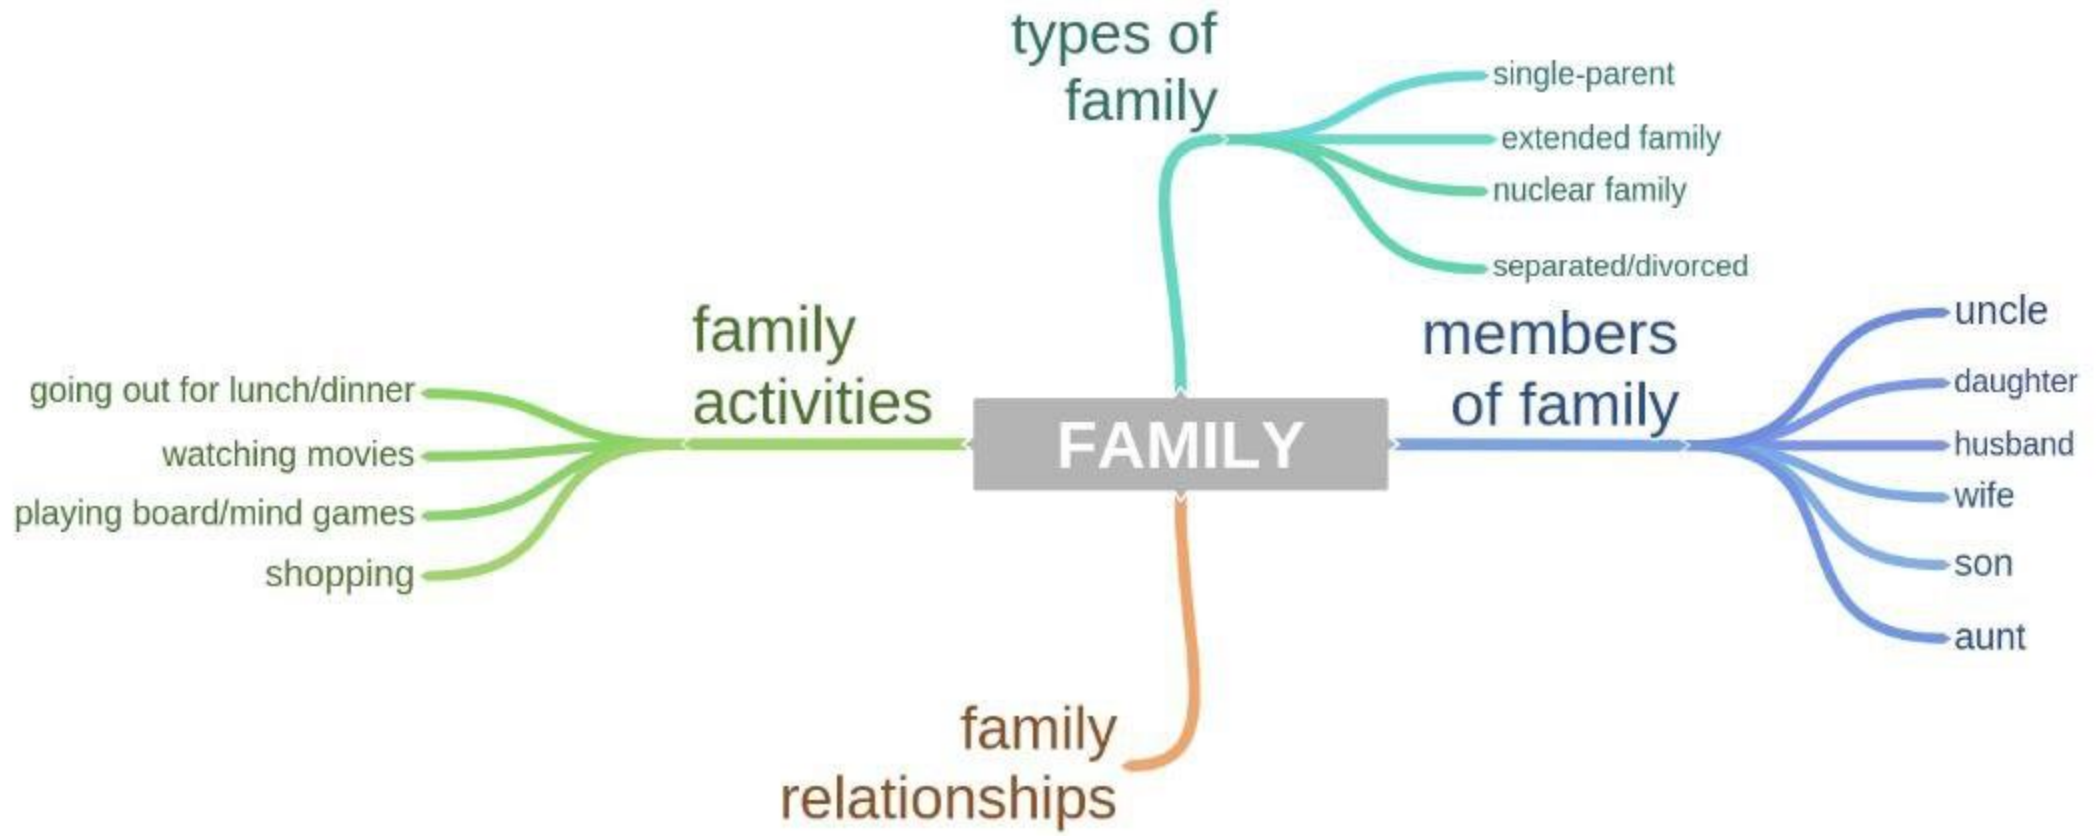 types of
family
single-parent
extended family
nuclear family
separated/divorced
family
activities
going out for lunch/dinner
watching movies
playing board/mind games
shopping
FAMILY
members
of family
uncle
daughter
husband
wife
son
aunt
family
relationships